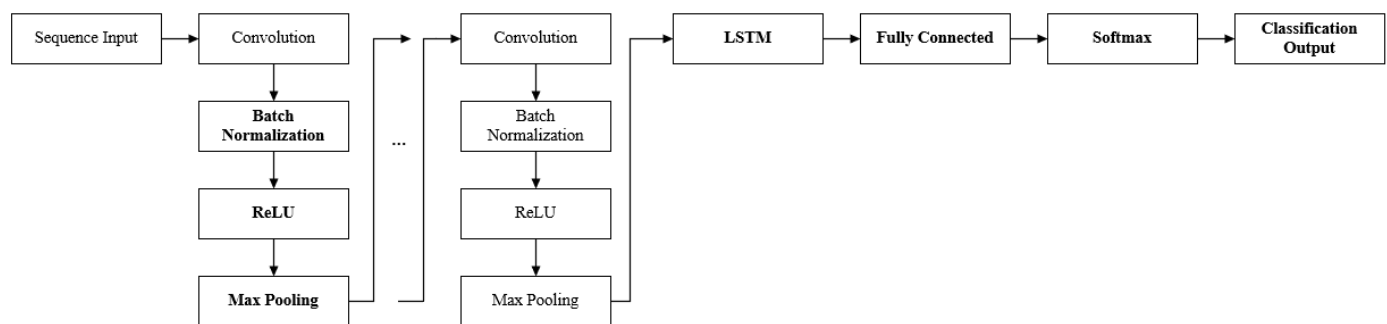 Sequence Input
Convolution
Batch
Normalization
ReLU
Max Pooling
...
Convolution
Batch
Normalization
ReLU
Max Pooling
LSTM
Fully Connected
Softmax
Classification
Output